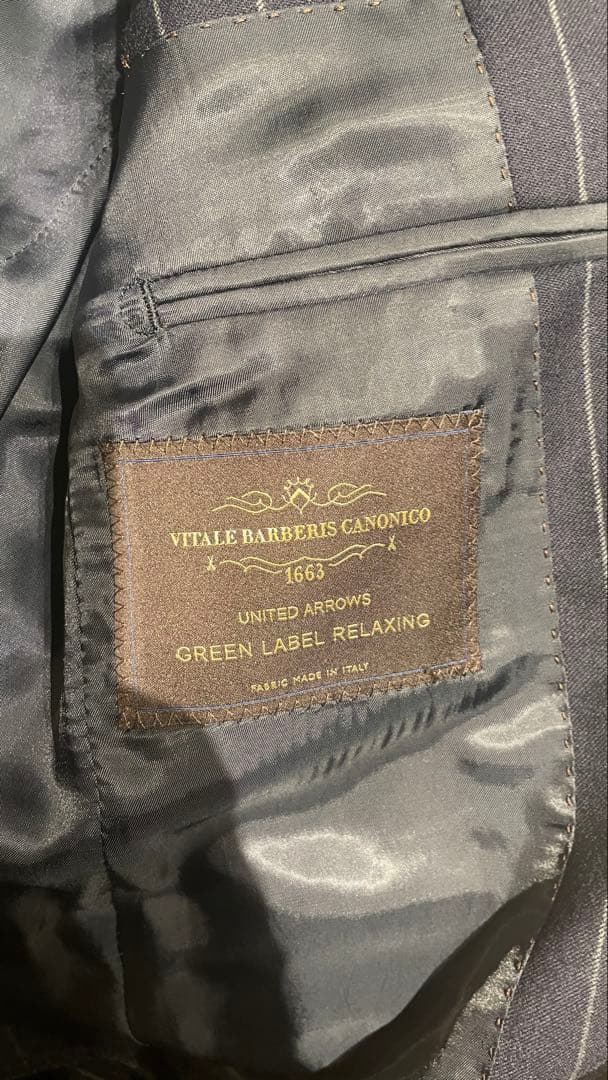 VITALE BARBERIS CANONICO
1663
UNITED ARROWS
GREEN LABEL RELAXING
FABRIC MADE IN ITALY